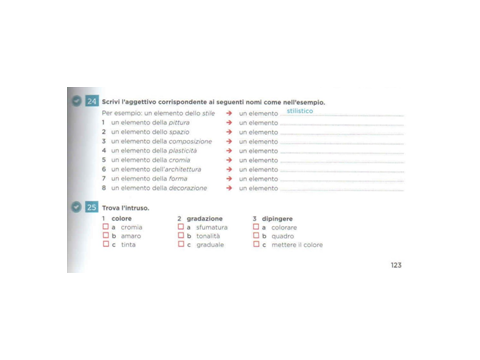 24 Scrivi l'aggettivo corrispondente ai seguenti nomi come nell'esempio.
Per esempio: un elemento dello stile → un elemento stilistico
1 un elemento della pittura → un elemento
2 un elemento dello spazio → un elemento
3 un elemento della composizione → un elemento
4 un elemento della plasticità → un elemento
5 un elemento della cromia → un elemento
6 un elemento dell'architettura → un elemento
7 un elemento della forma → un elemento
8 un elemento della decorazione → un elemento
25 Trova l'intruso.
1 colore 2 gradazione 3 dipingere
a cromia a sfumatura a colorare
b amaro b tonalità b quadro
c tinta c graduale c mettere il colore
123